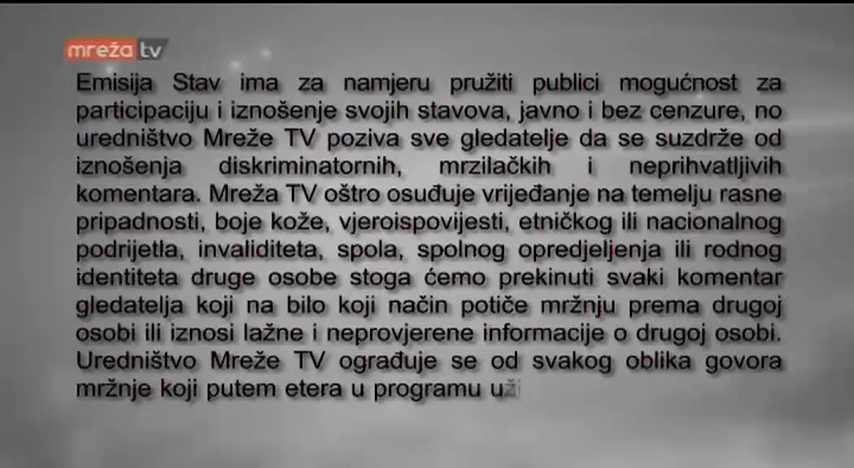 mreža tv
Emisija Stav ima za namjeru pružiti publici mogućnost za
participaciju i iznošenje svojih stavova, javno i bez cenzure, no
uredništvo Mreže TV poziva sve gledatelje da se suzdrže od
iznošenja diskriminatornih, mrzilačkih i neprihvatljivih
komentara. Mreža TV oštro osuđuje vrijeđanje na temelju rasne
pripadnosti, boje kože, vjeroispovijesti, etničkog ili nacionalnog
podrijetla, invaliditeta, spola, spolnog opredjeljenja ili rodnog
identiteta druge osobe stoga ćemo prekinuti svaki komentar
gledatelja koji na bilo koji način potiče mržnju prema drugoj
osobi ili iznosi lažne i neprovjerene informacije o drugoj osobi.
Uredništvo Mreže TV ograđuje se od svakog oblika govora
mržnje koji putem etera u programu uži